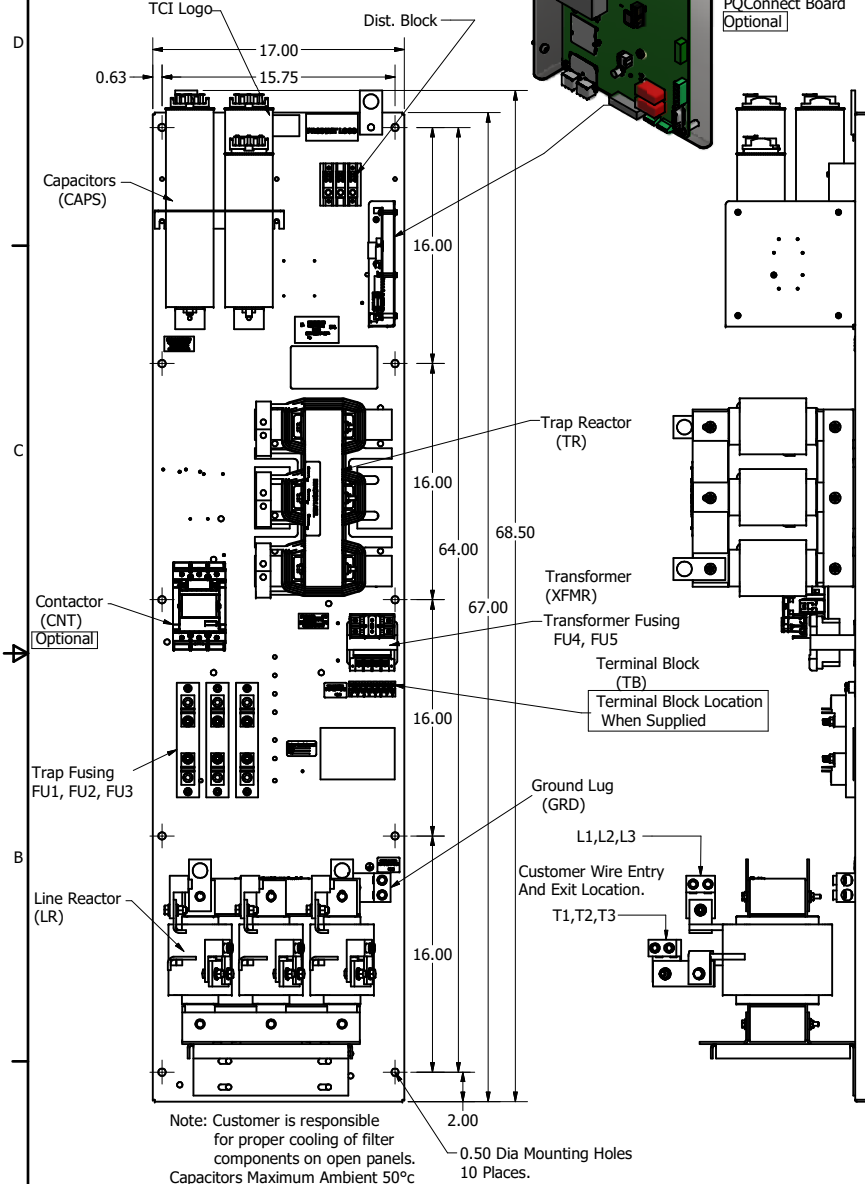 PQConnect Board
Optional
TCI Logo
Dist. Block
D
17.00
0.63
15.75
PRODUCT LOGO
Capacitors
(CAPS)
16.00
C
Trap Reactor
(TR)
16.00
68.50
64.00
Transformer
(XFMR)
67.00
Contactor
(CNT)
Optional
Transformer Fusing
FU4, FU5
Terminal Block
(TB)
Terminal Block Location
When Supplied
16.00
Trap Fusing
FU1, FU2, FU3
Ground Lug
(GRD)
B
L1,L2,L3
Customer Wire Entry
And Exit Location.
T1,T2,T3
Line Reactor
(LR)
16.00
2.00
Note: Customer is responsible
for proper cooling of filter
components on open panels.
Capacitors Maximum Ambient 50°c
0.50 Dia Mounting Holes
10 Places.